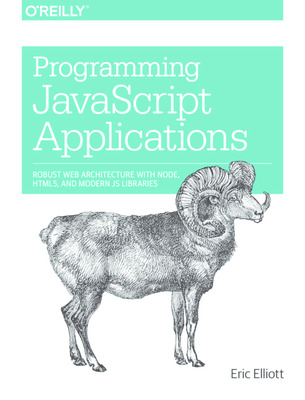 O'REILLY®
Programming
JavaScript
Applications
ROBUST WEB ARCHITECTURE WITH NODE,
HTML5, AND MODERN JS LIBRARIES
Eric Elliott